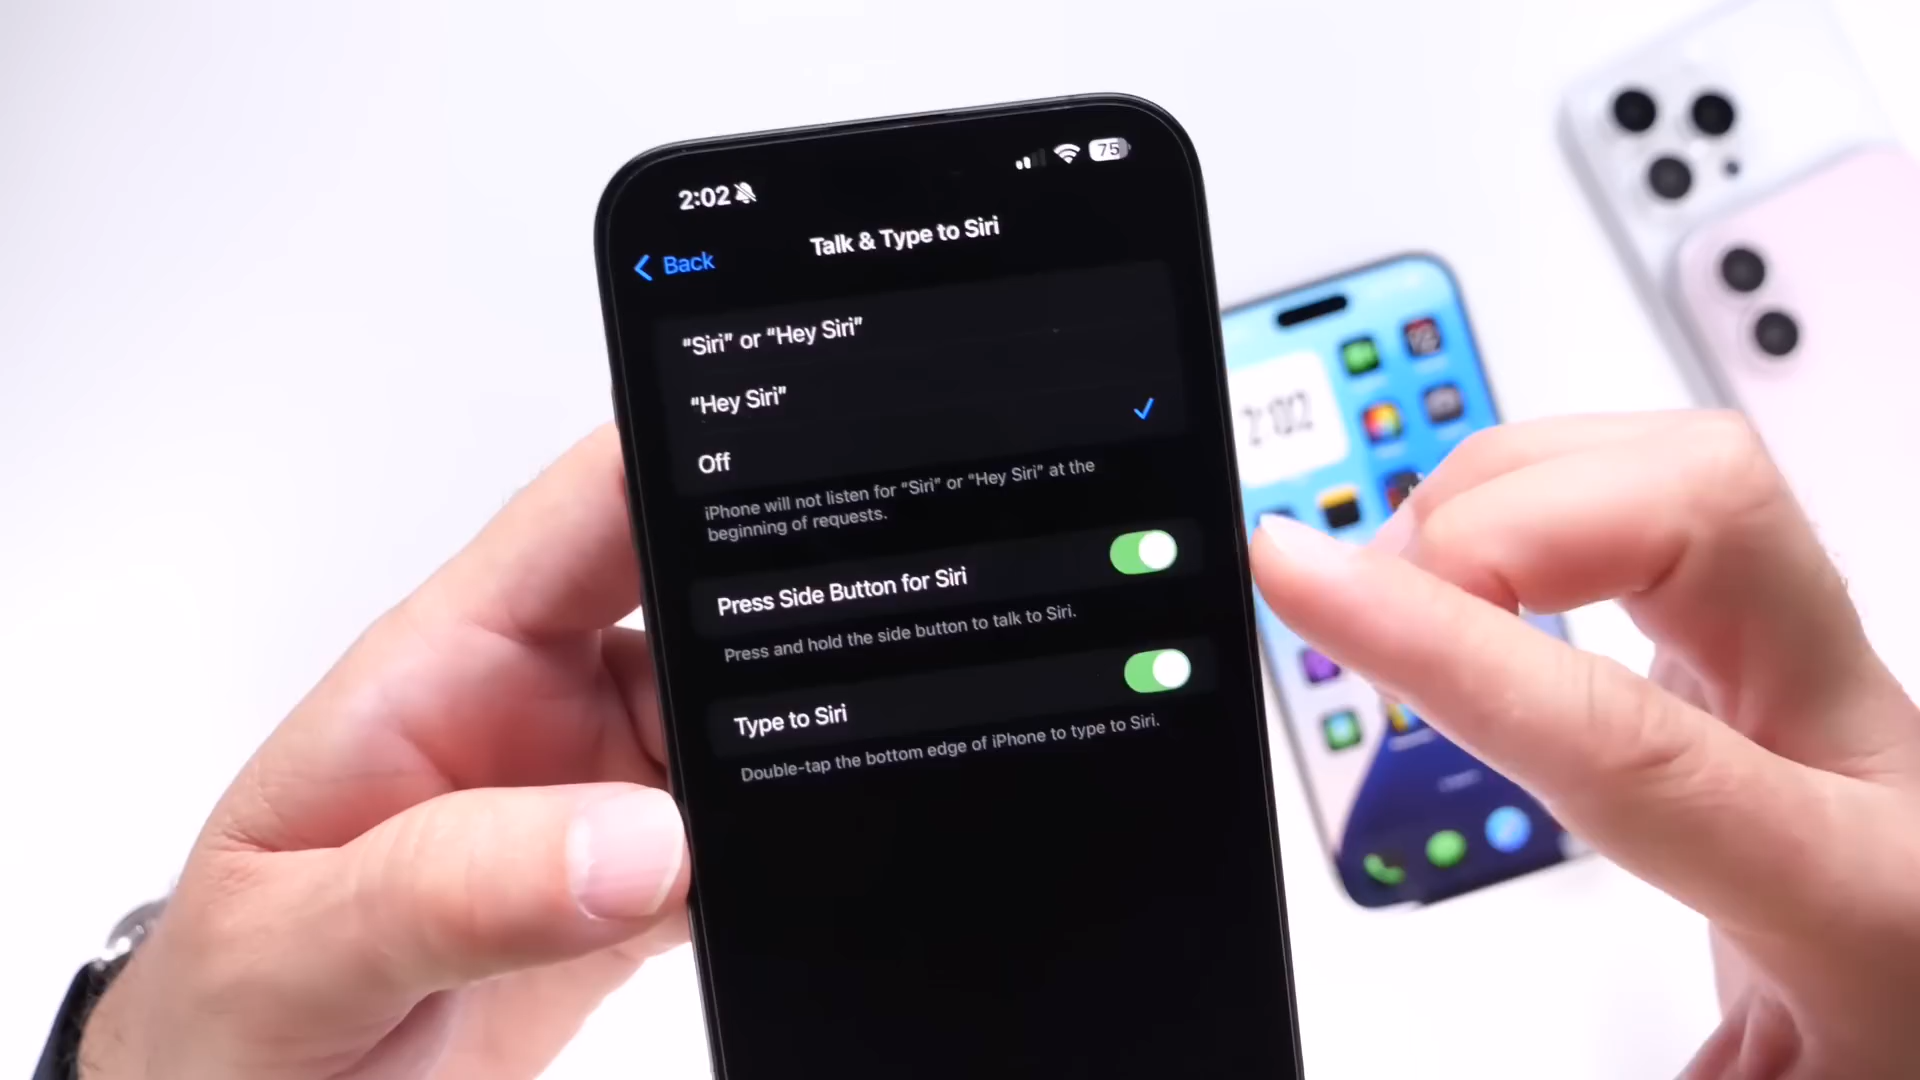 2:02
75
Back
Talk & Type to Siri
“Siri” or “Hey Siri”
“Hey Siri”
Off
iPhone will not listen for “Siri” or “Hey Siri” at the
beginning of requests.
Press Side Button for Siri
Press and hold the side button to talk to Siri.
Type to Siri
Double-tap the bottom edge of iPhone to type to Siri.
2:02